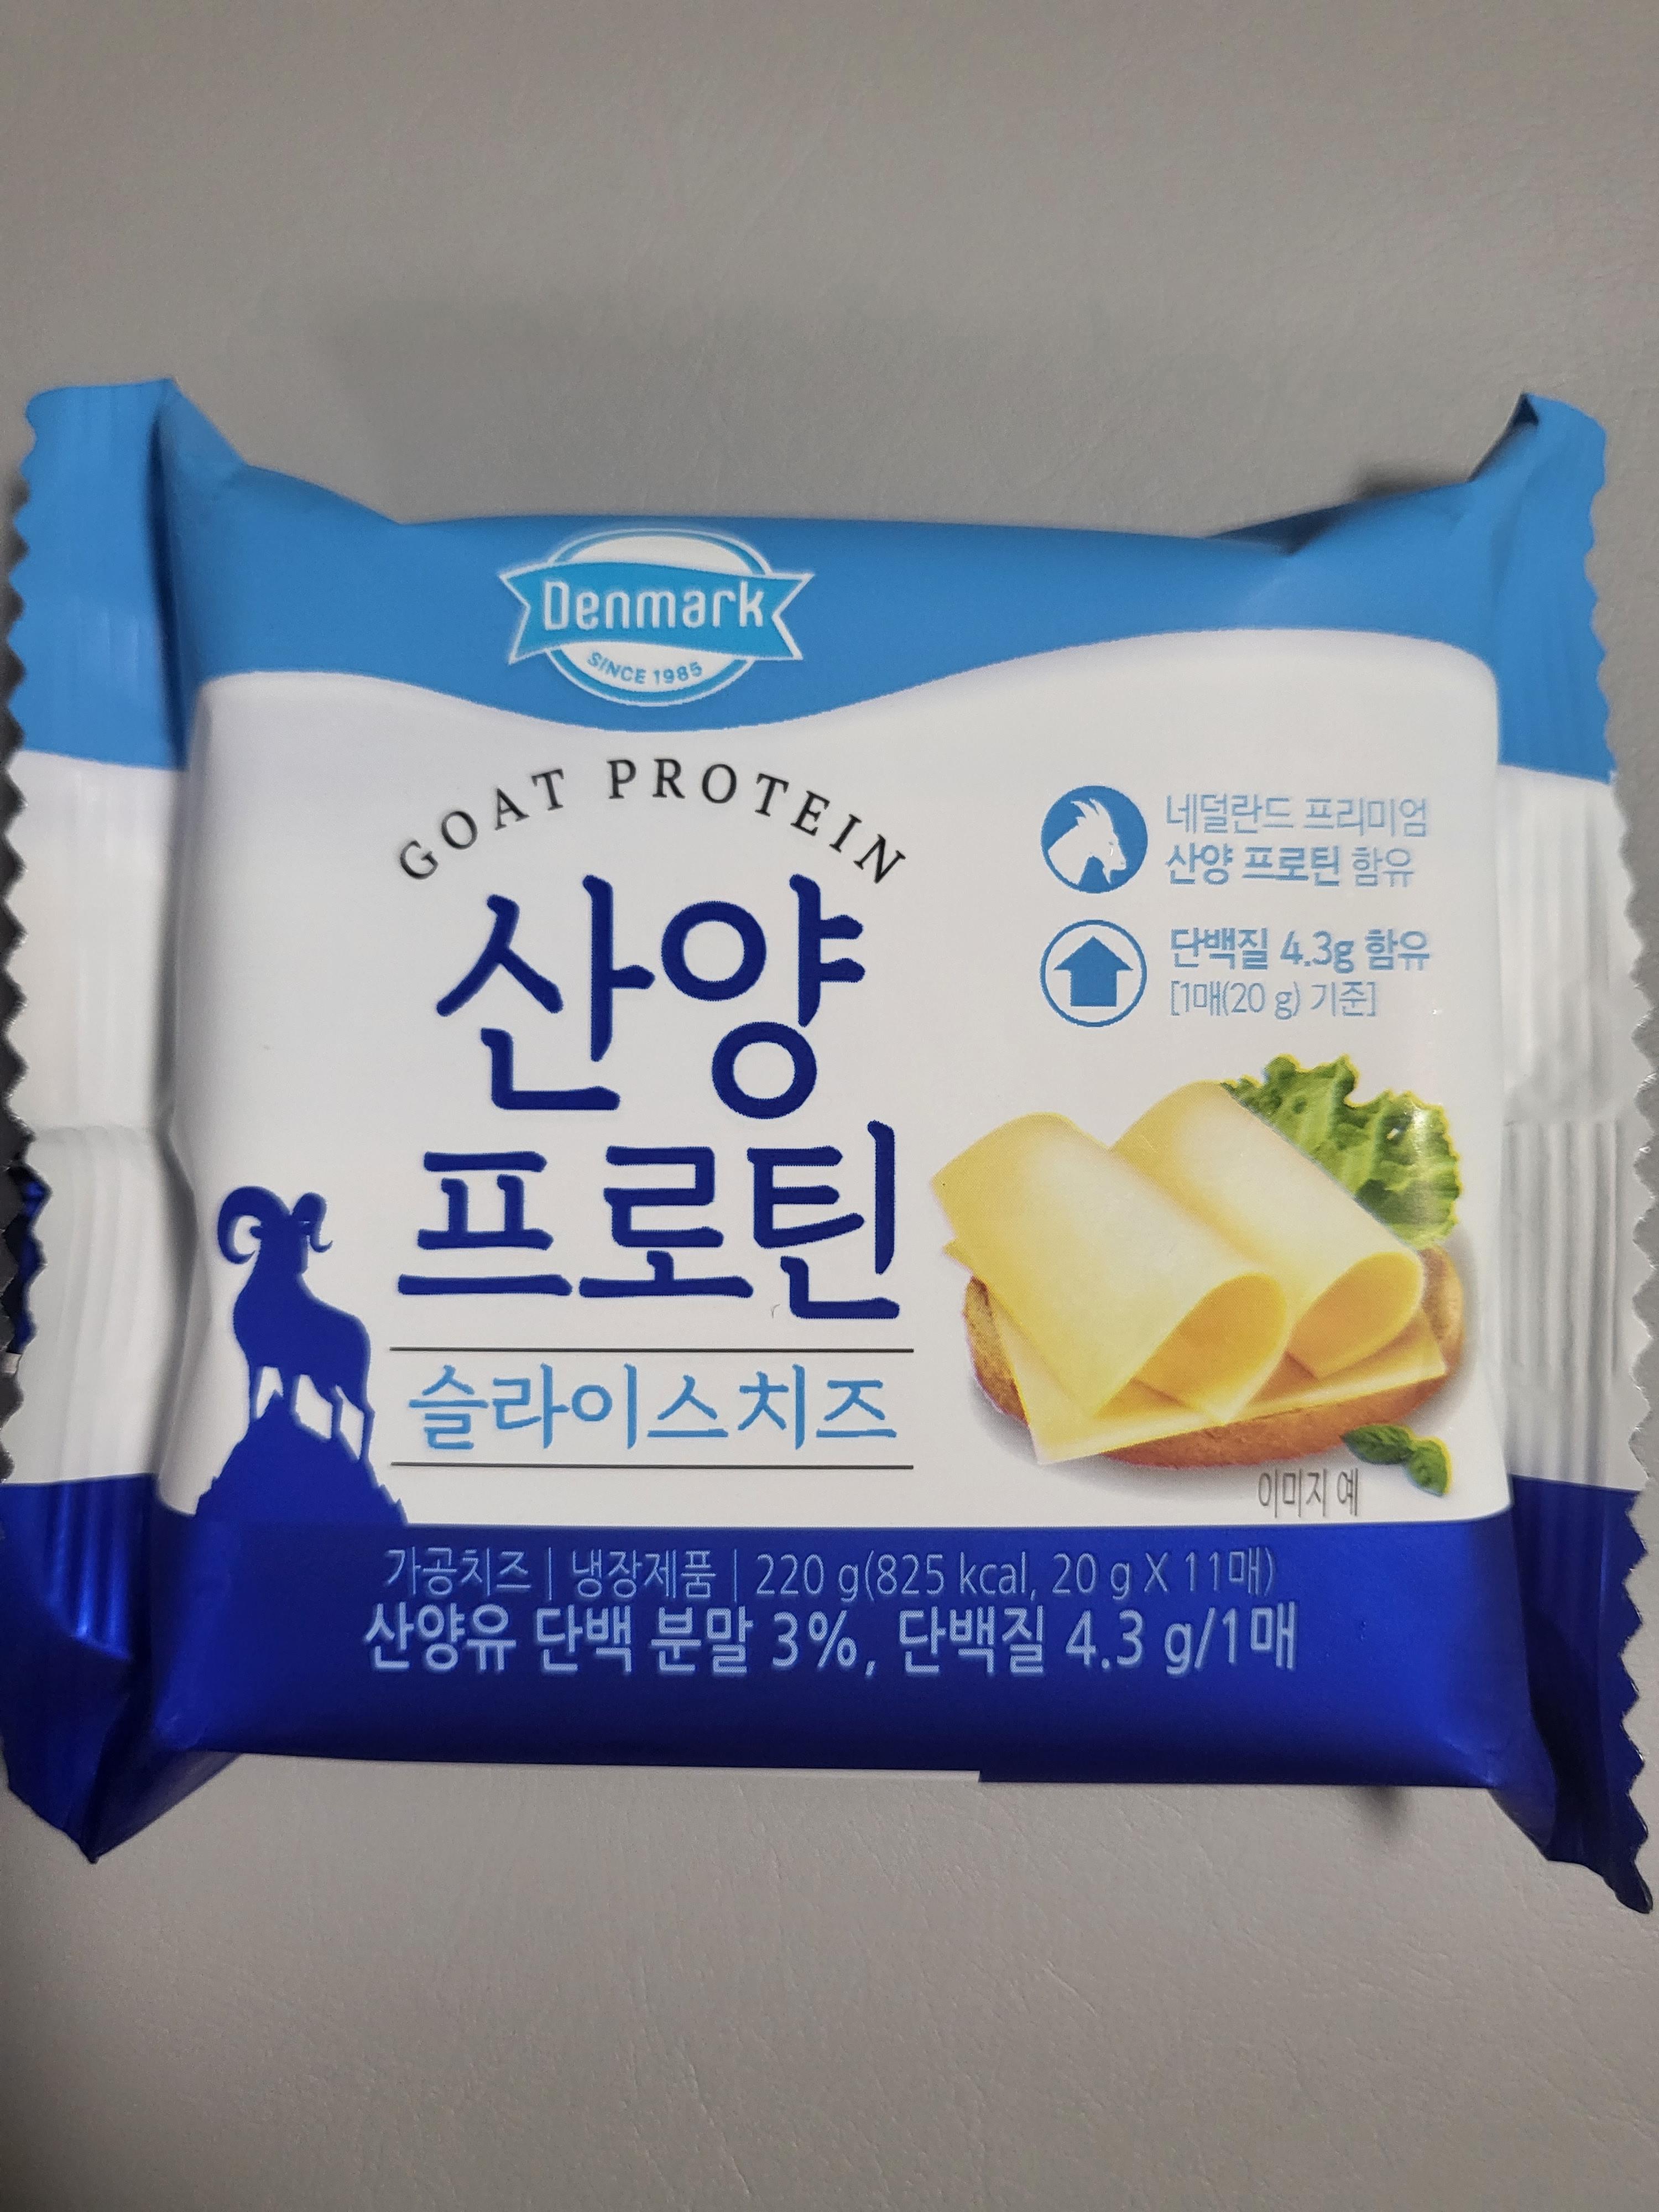 Denmark
SINCE 1985
GOAT PROTEIN
산양
프로틴
슬라이스치즈
네덜란드 프리미엄
산양 프로틴 함유
단백질 4.3g 함유
[1매(20 g) 기준]
이미지 예
가공치즈 | 냉장제품 | 220 g(825 kcal, 20 g X 11매)
산양유 단백 분말 3%, 단백질 4.3 g/1매